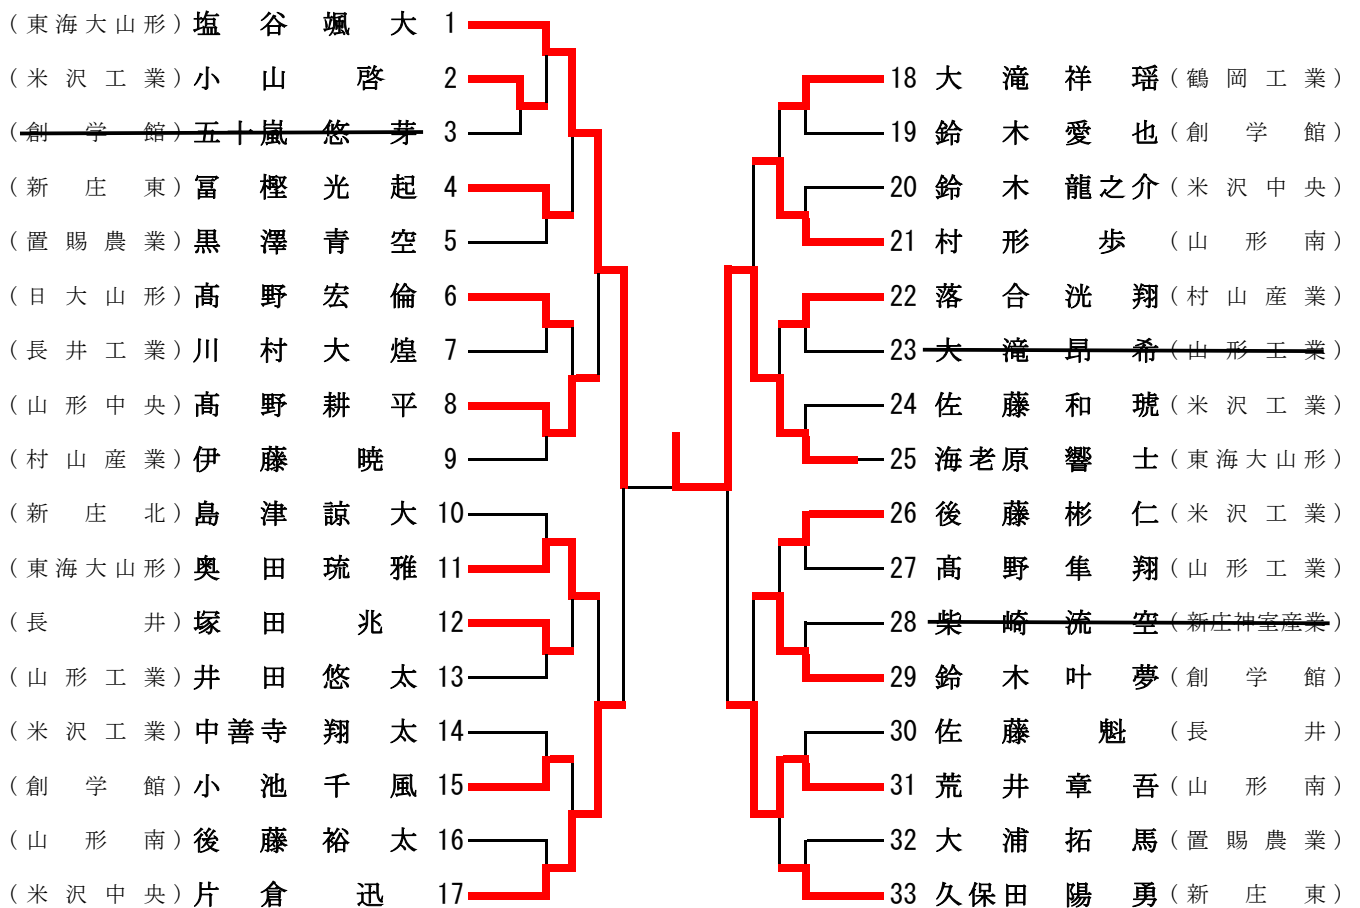 (東海大山形) 塩谷颯大 1
(米沢工業) 小山啓 2
(創学館) 五十嵐悠芽 3
(新庄東) 冨樫光起 4
(置賜農業) 黒澤青空 5
(日大山形) 髙野宏倫 6
(長井工業) 川村大煌 7
(山形中央) 髙野耕平 8
(村山産業) 伊藤暁 9
(新庄北) 島津諒大 10
(東海大山形) 奥田琉雅 11
(長井) 塚田兆 12
(山形工業) 井田悠太 13
(米沢工業) 中善寺翔太 14
(創学館) 小池千風 15
(山形南) 後藤裕太 16
(米沢中央) 片倉迅 17
18 大滝祥瑶 (鶴岡工業)
19 鈴木愛也 (創学館)
20 鈴木龍之介 (米沢中央)
21 村形歩 (山形南)
22 落合洸翔 (村山産業)
23 大滝昂希 (山形工業)
24 佐藤和琥 (米沢工業)
25 海老原響士 (東海大山形)
26 後藤彬仁 (米沢工業)
27 髙野隼翔 (山形工業)
28 柴崎流空 (新庄神室産業)
29 鈴木叶夢 (創学館)
30 佐藤魁 (長井)
31 荒井章吾 (山形南)
32 大浦拓馬 (置賜農業)
33 久保田陽勇 (新庄東)